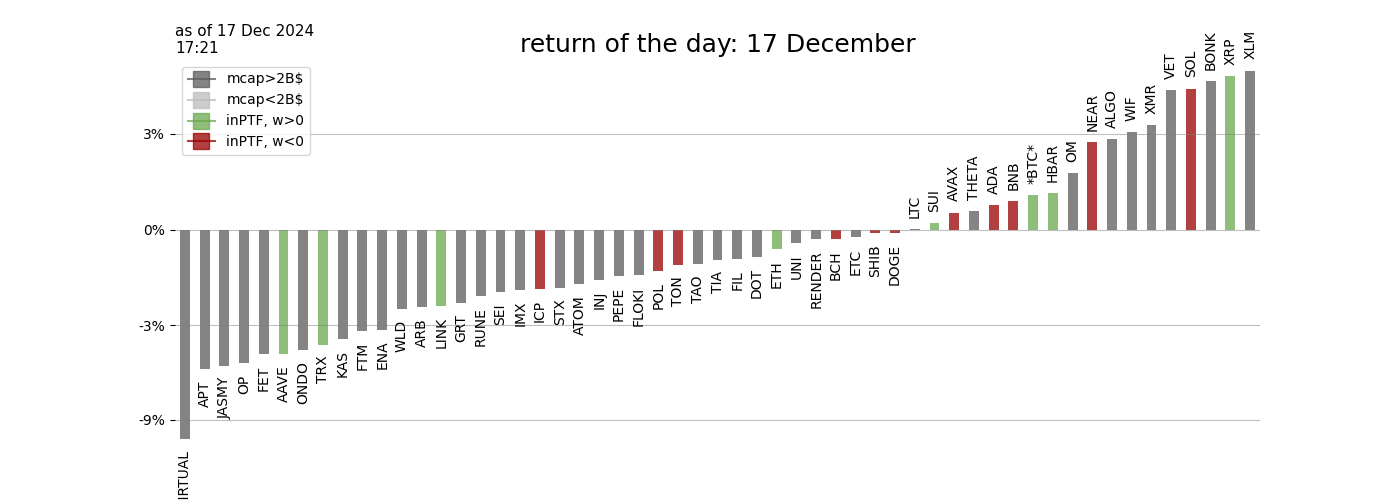 as of 17 Dec 2024
17:21
return of the day: 17 December
mcap>2B$
mcap<2B$
inPTF, w>0
inPTF, w<0
3%
0%
-3%
-9%
IRTUAL
APT
JASMY
OP
FET
AAVE
ONDO
TRX
KAS
FTM
ENA
WLD
ARB
LINK
GRT
RUNE
SEI
IMX
ICP
STX
ATOM
INJ
PEPE
FLOKI
POL
TON
TAO
TIA
FIL
DOT
ETH
UNI
RENDER
BCH
ETC
SHIB
DOGE
LTC
SUI
AVAX
THETA
ADA
BNB
*BTC*
HBAR
OM
NEAR
ALGO
WIF
XMR
VET
SOL
BONK
XRP
XLM